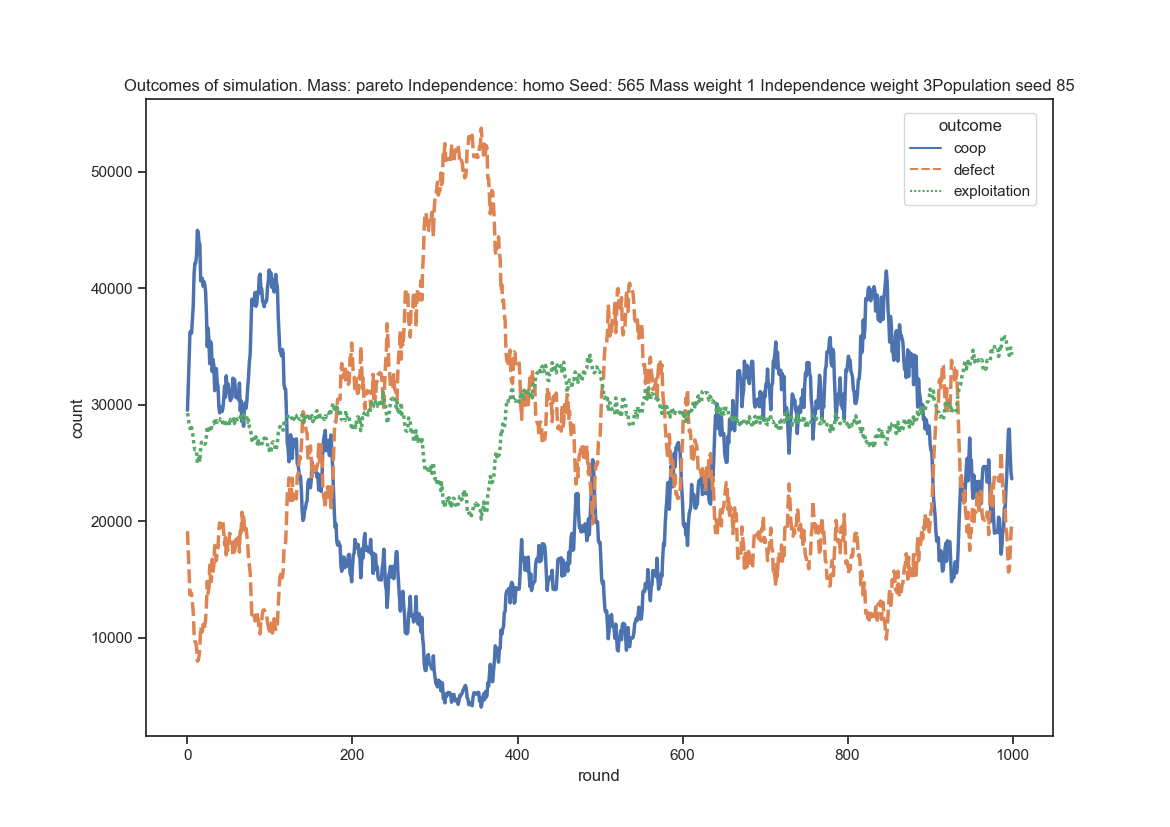 Outcomes of simulation. Mass: pareto Independence: homo Seed: 565 Mass weight 1 Independence weight 3Population seed 85
outcome
coop
defect
exploitation
50000
40000
30000
20000
10000
count
0 200 400 600 800 1000
round